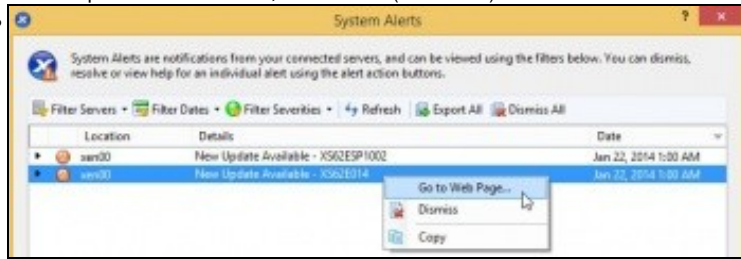 System Alerts
?
System Alerts are notifications from your connected servers, and can be viewed using the filters below. You can dismiss,
resolve or view help for an individual alert using the alert action buttons.
Filter Servers Filter Dates Filter Severities Refresh Export All Dismiss All
Location Details Date
xen00 New Update Available - XS62ESP1002 Jan 22, 2014 1:00 AM
xen00 New Update Available - XS62E014 Jan 22, 2014 1:00 AM
Go to Web Page...
Dismiss
Copy